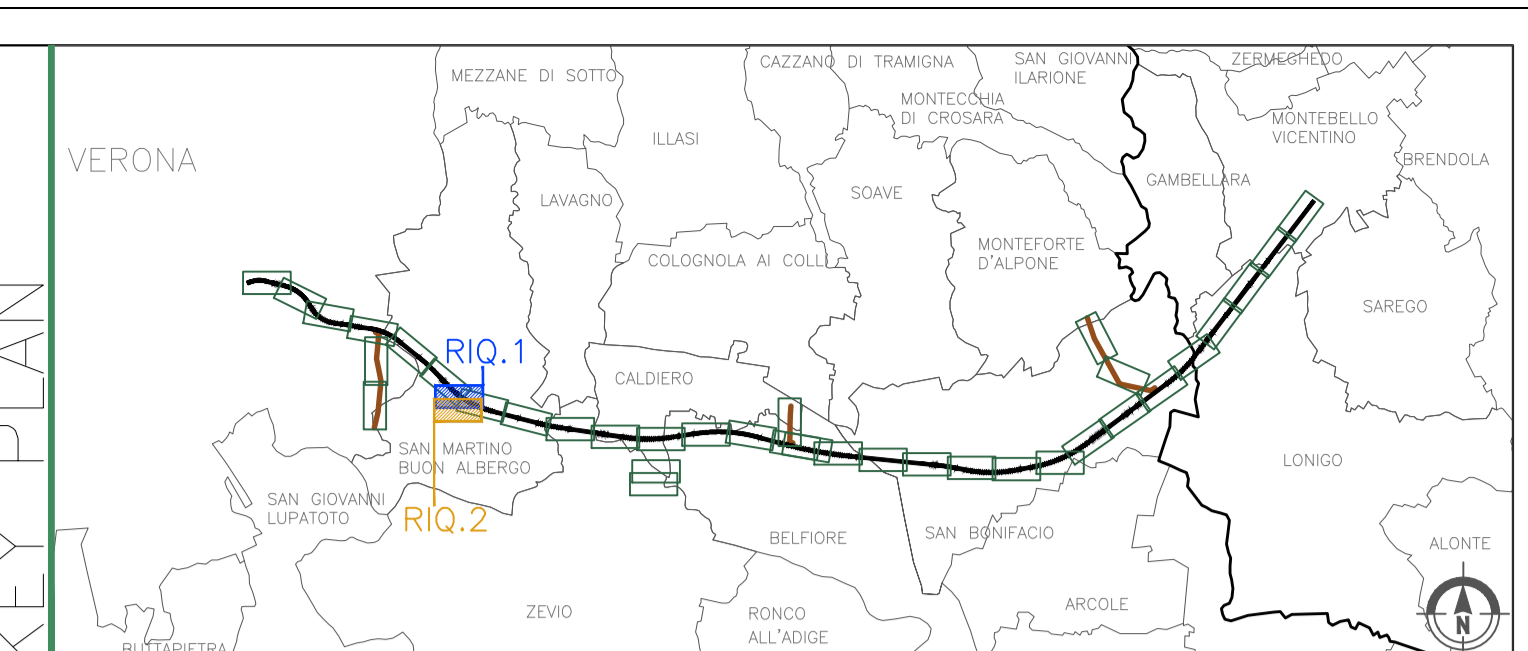 KEY PLAN
MEZZANE DI SOTTO
CAZZANO DI TRAMIGNA
SAN GIOVANNI
ILARIONE
ZERMEGHEDO
MONTECCHIA
DI CROSARA
MONTEBELLO
VICENTINO
ILLASI
VERONA
BRENDOLA
LAVAGNO
SOAVE
GAMBELLARA
COLOGNOLA AI COLLI
MONTEFORTE
D'ALPONE
SAREGO
RIQ.1
CALDIERO
SAN MARTINO
BUON ALBERGO
LONIGO
SAN GIOVANNI
LUPATOTO
RIQ.2
BELFIORE
SAN BONIFACIO
ALONTE
ZEVIO
RONCO
ALL'ADIGE
ARCOLE
N
BUTTAPIETRA